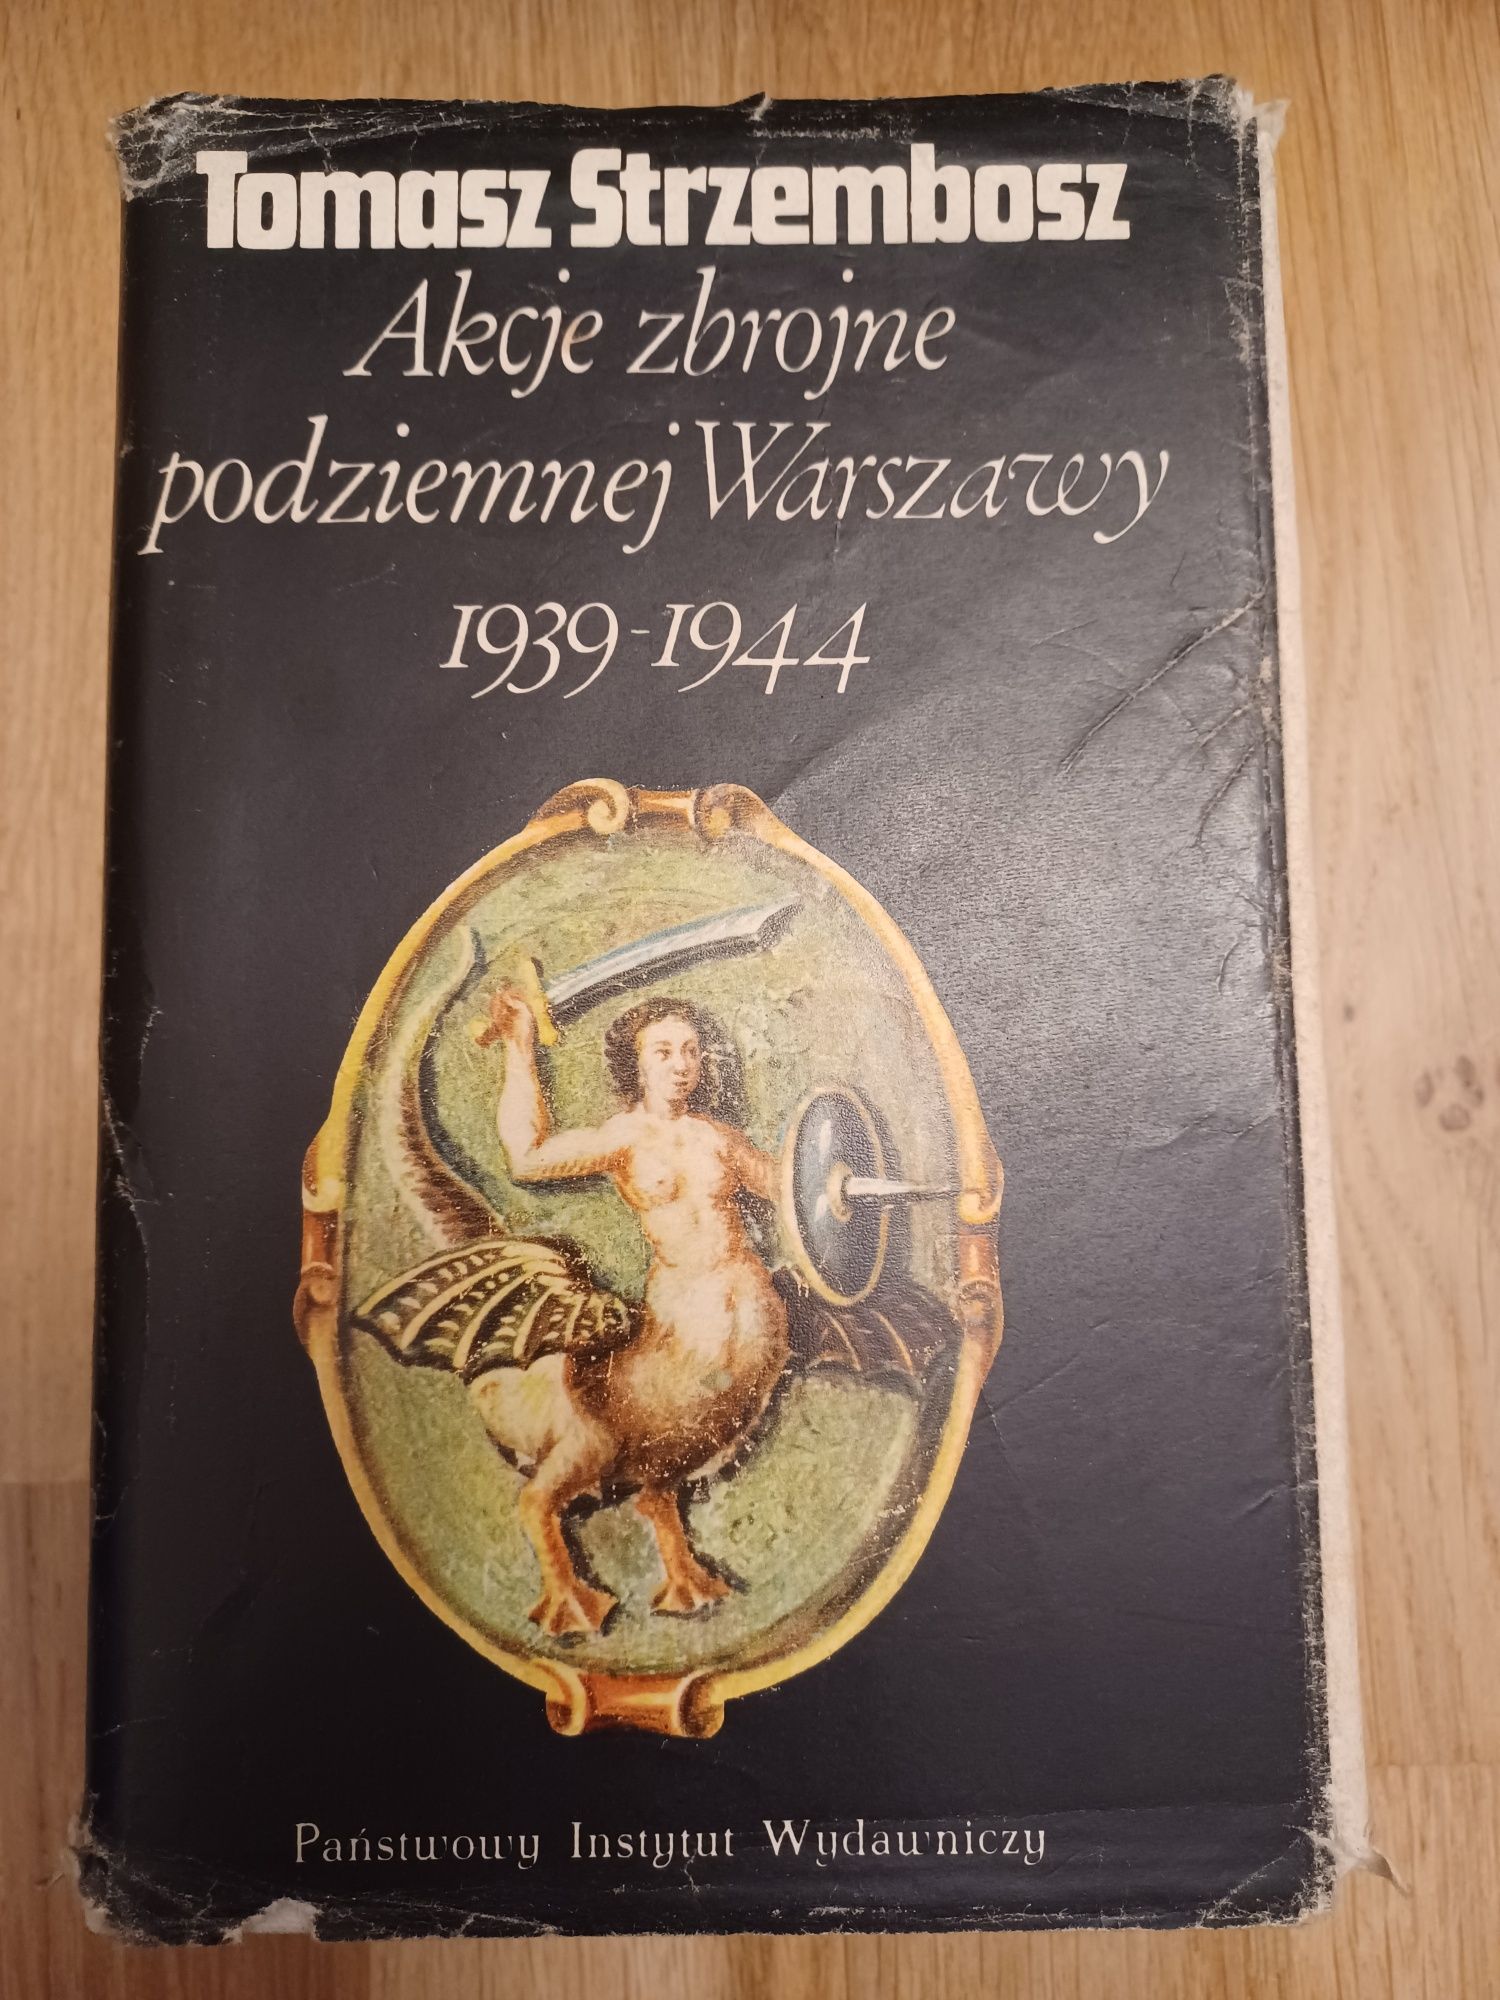 Tomasz Strzembosz
Akcje zbrojne
podziemnej Warszawy
1939-1944
Państwowy Instytut Wydawniczy